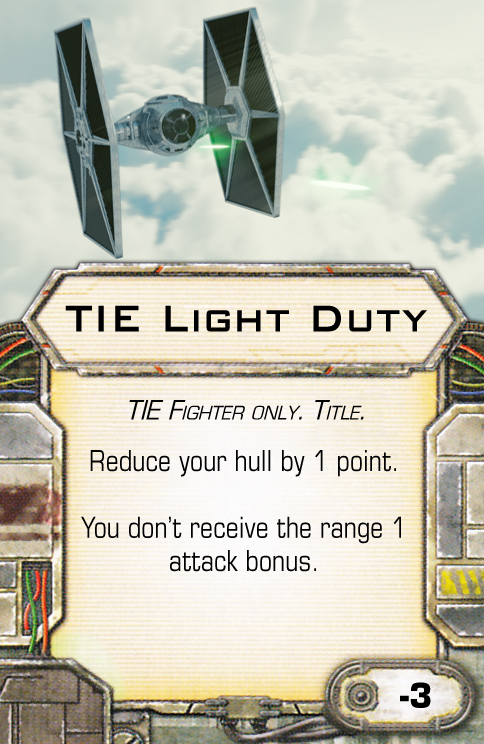 TIE Light Duty
TIE Fighter only. Title.
Reduce your hull by 1 point.
You don't receive the range 1
attack bonus.
-3